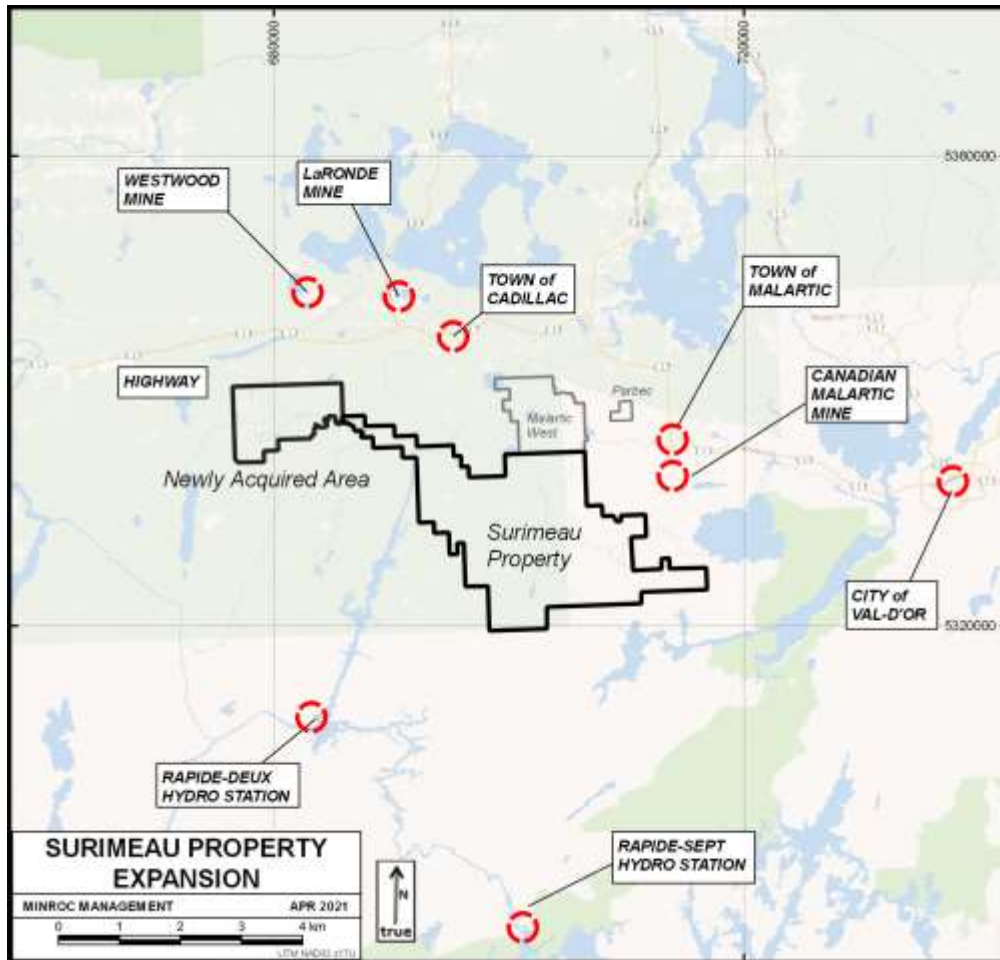 680000
720000
5360000
WESTWOOD
MINE
LaRONDE
MINE
TOWN of
CADILLAC
TOWN of
MALARTIC
HIGHWAY
CANADIAN
MALARTIC
MINE
Malartic
West
Parbec
Newly Acquired Area
Surimeau
Property
CITY of
VAL-D'OR
5320000
RAPIDE-DEUX
HYDRO STATION
RAPIDE-SEPT
HYDRO STATION
SURIMEAU PROPERTY
EXPANSION
MINROC MANAGEMENT APR 2021
0 1 2 3 4 km
N
true